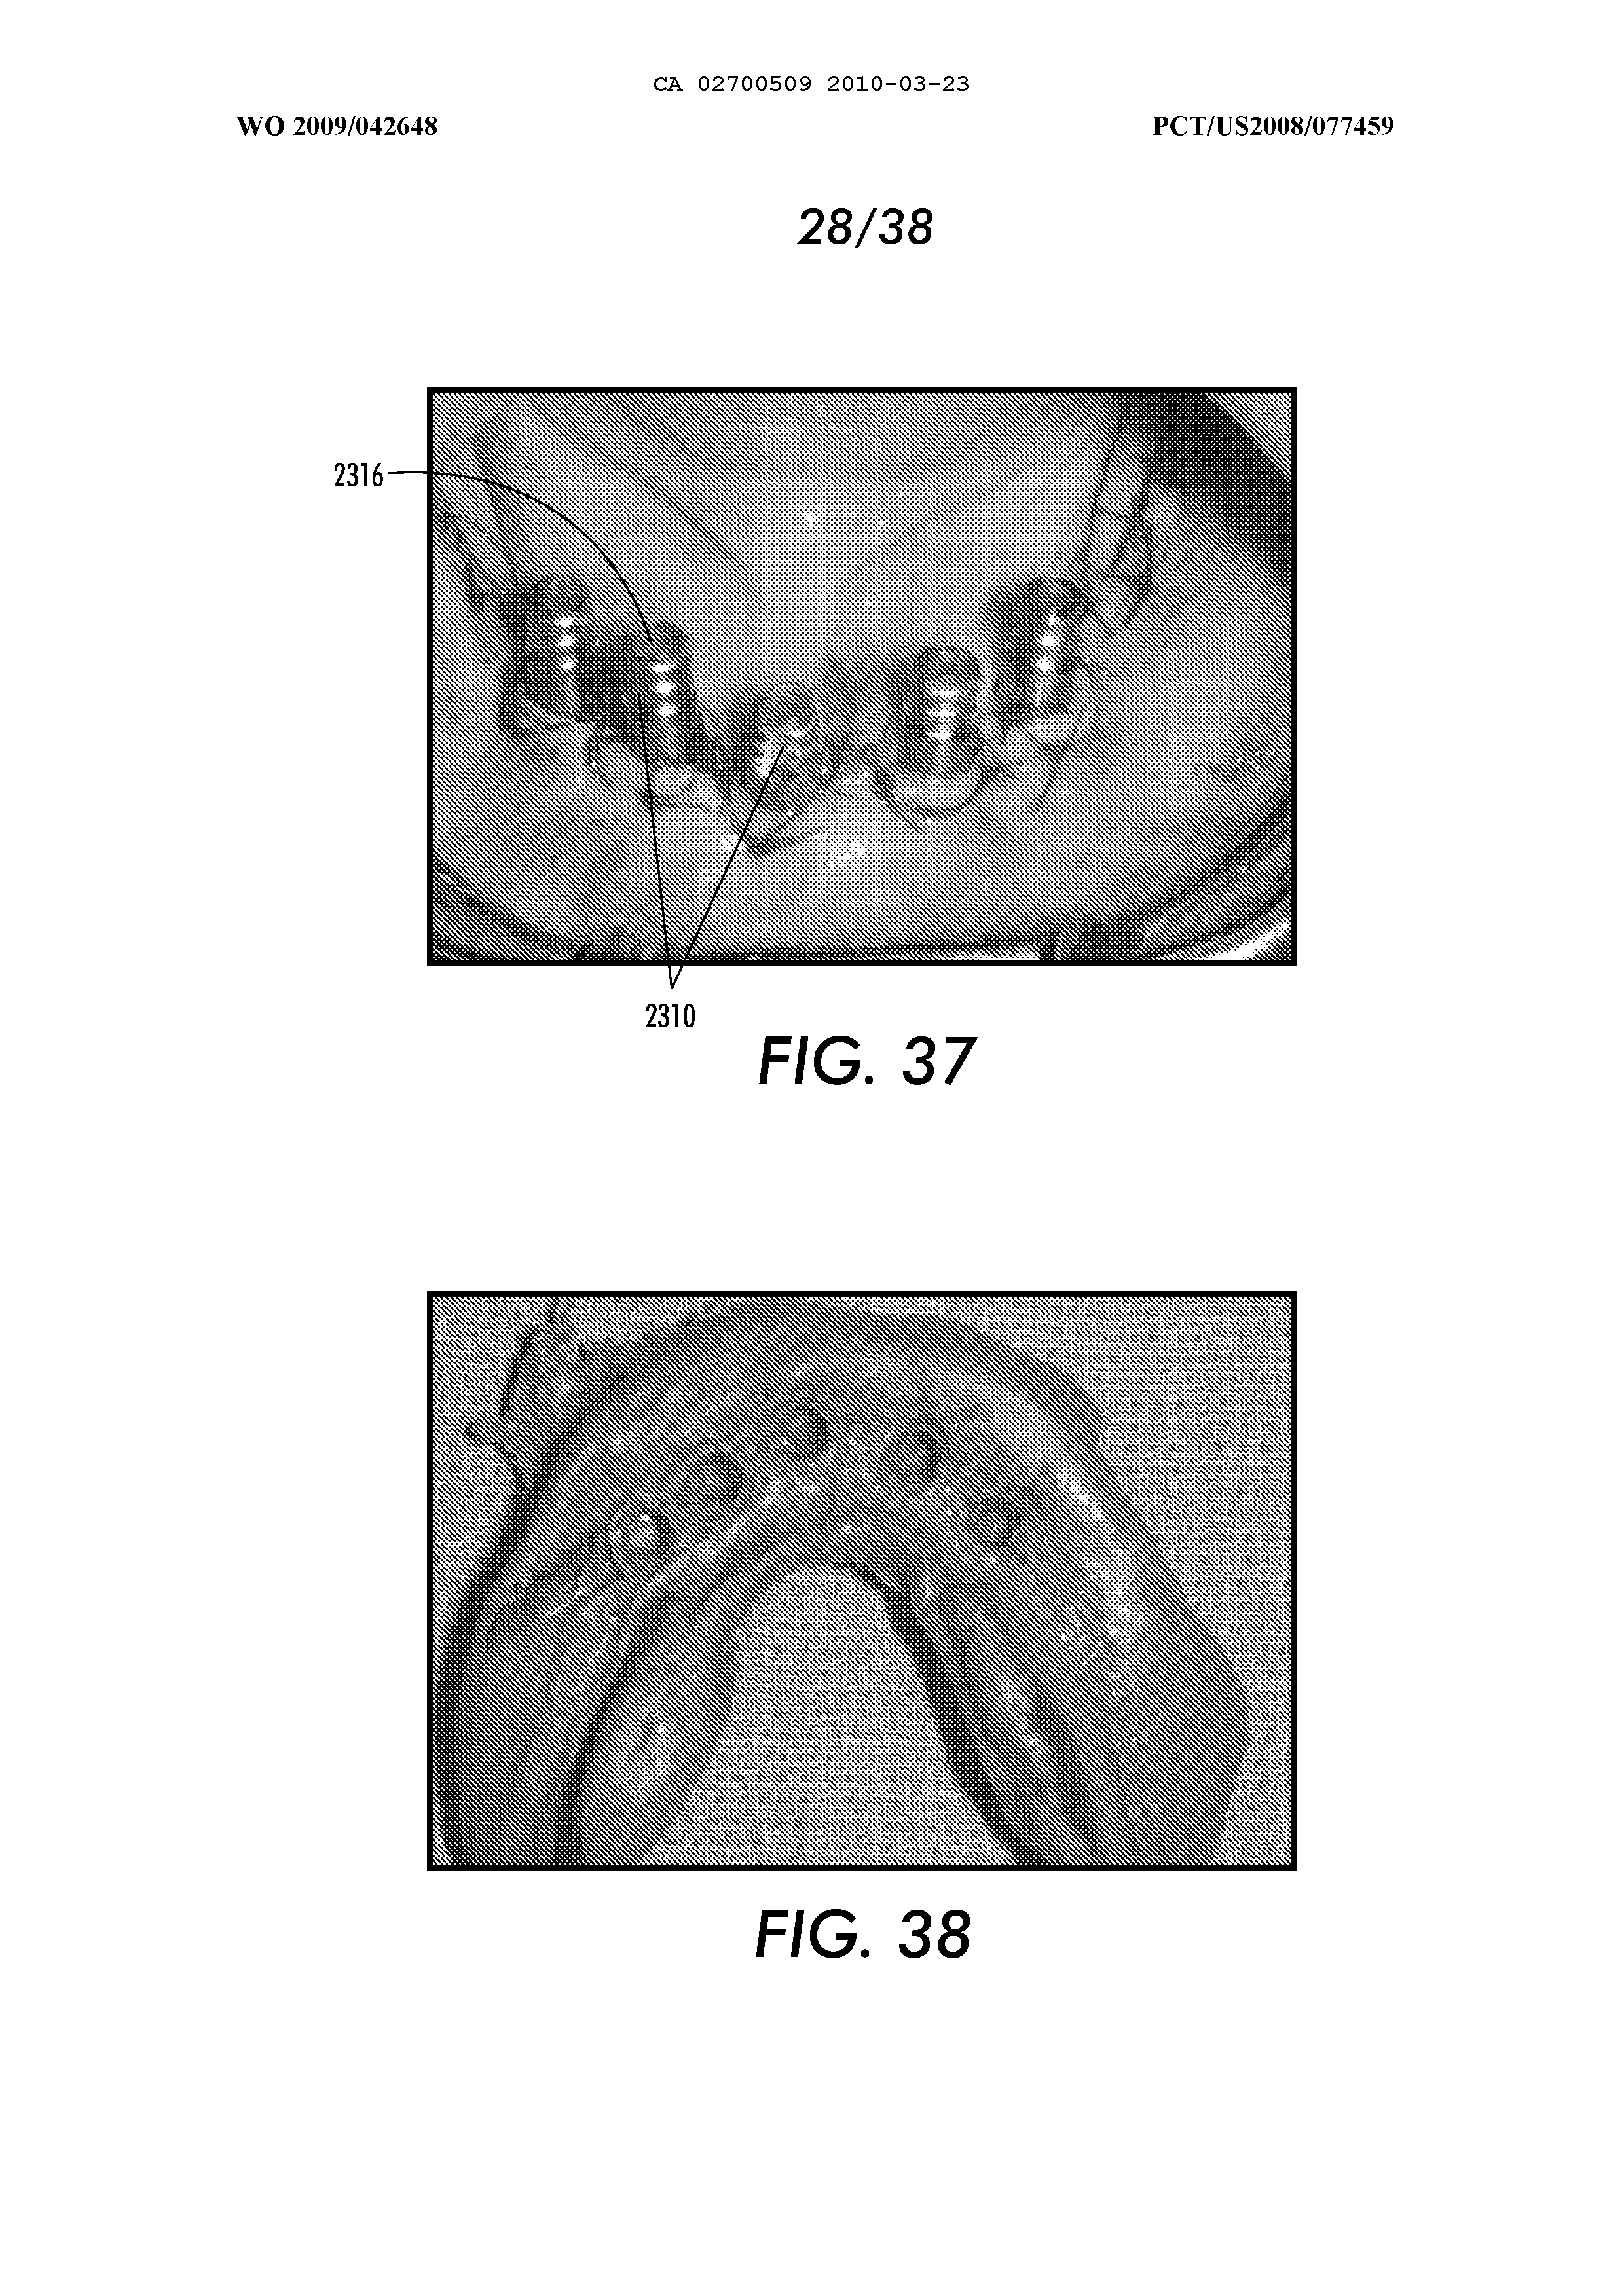 CA 02700509 2010-03-23
WO 2009/042648
PCT/US2008/077459
28/38
2316
2310
FIG. 37
FIG. 38